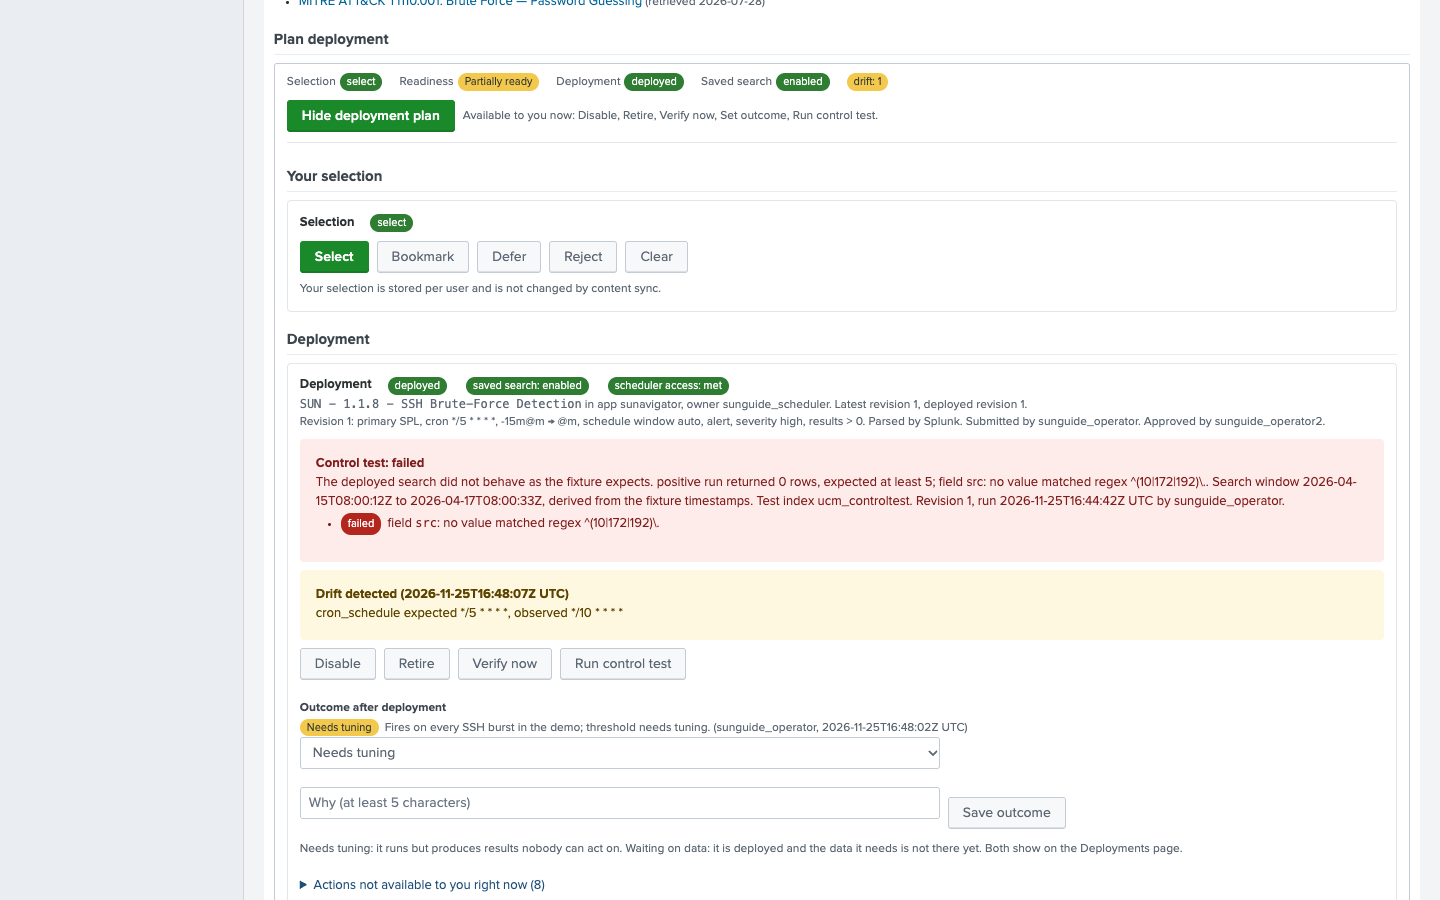 MITRE ATT&CK T1110.001: Brute Force — Password Guessing (retrieved 2026-07-28)
Plan deployment
Selection select Readiness Partially ready Deployment deployed Saved search enabled drift: 1
Hide deployment plan Available to you now: Disable, Retire, Verify now, Set outcome, Run control test.
Your selection
Selection select
Select Bookmark Defer Reject Clear
Your selection is stored per user and is not changed by content sync.
Deployment
Deployment deployed saved search: enabled scheduler access: met
SUN - 1.1.8 - SSH Brute-Force Detection in app sunavigator, owner sunguide_scheduler. Latest revision 1, deployed revision 1.
Revision 1: primary SPL, cron */5 * * * *, -15m@m → @m, schedule window auto, alert, severity high, results > 0. Parsed by Splunk. Submitted by sunguide_operator. Approved by sunguide_operator2.
Control test: failed
The deployed search did not behave as the fixture expects. positive run returned 0 rows, expected at least 5; field src: no value matched regex ^(10|172|192)\.. Search window 2026-04-
15T08:00:12Z to 2026-04-17T08:00:33Z, derived from the fixture timestamps. Test index ucm_controltest. Revision 1, run 2026-11-25T16:44:42Z UTC by sunguide_operator.
• failed field src: no value matched regex ^(10|172|192)\.
Drift detected (2026-11-25T16:48:07Z UTC)
cron_schedule expected */5 * * * *, observed */10 * * * *
Disable Retire Verify now Run control test
Outcome after deployment
Needs tuning Fires on every SSH burst in the demo; threshold needs tuning. (sunguide_operator, 2026-11-25T16:48:02Z UTC)
Needs tuning
Why (at least 5 characters) Save outcome
Needs tuning: it runs but produces results nobody can act on. Waiting on data: it is deployed and the data it needs is not there yet. Both show on the Deployments page.
▶ Actions not available to you right now (8)